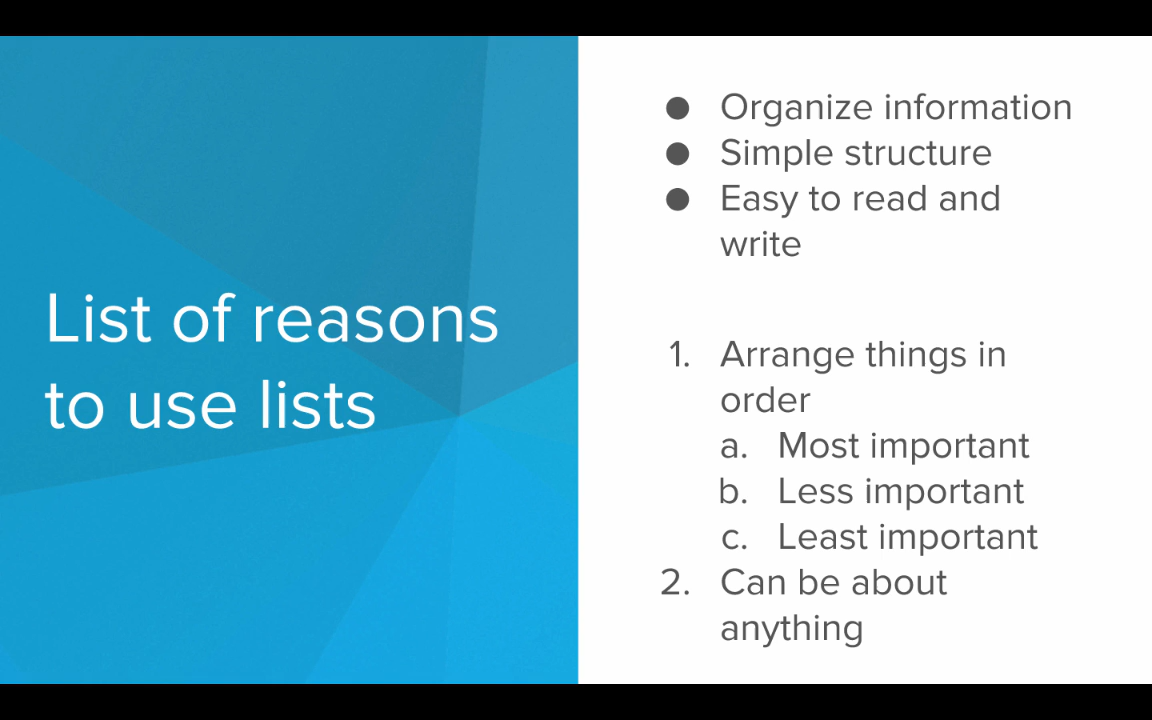 List of reasons
to use lists
● Organize information
● Simple structure
● Easy to read and
write
1. Arrange things in
order
a. Most important
b. Less important
c. Least important
2. Can be about
anything